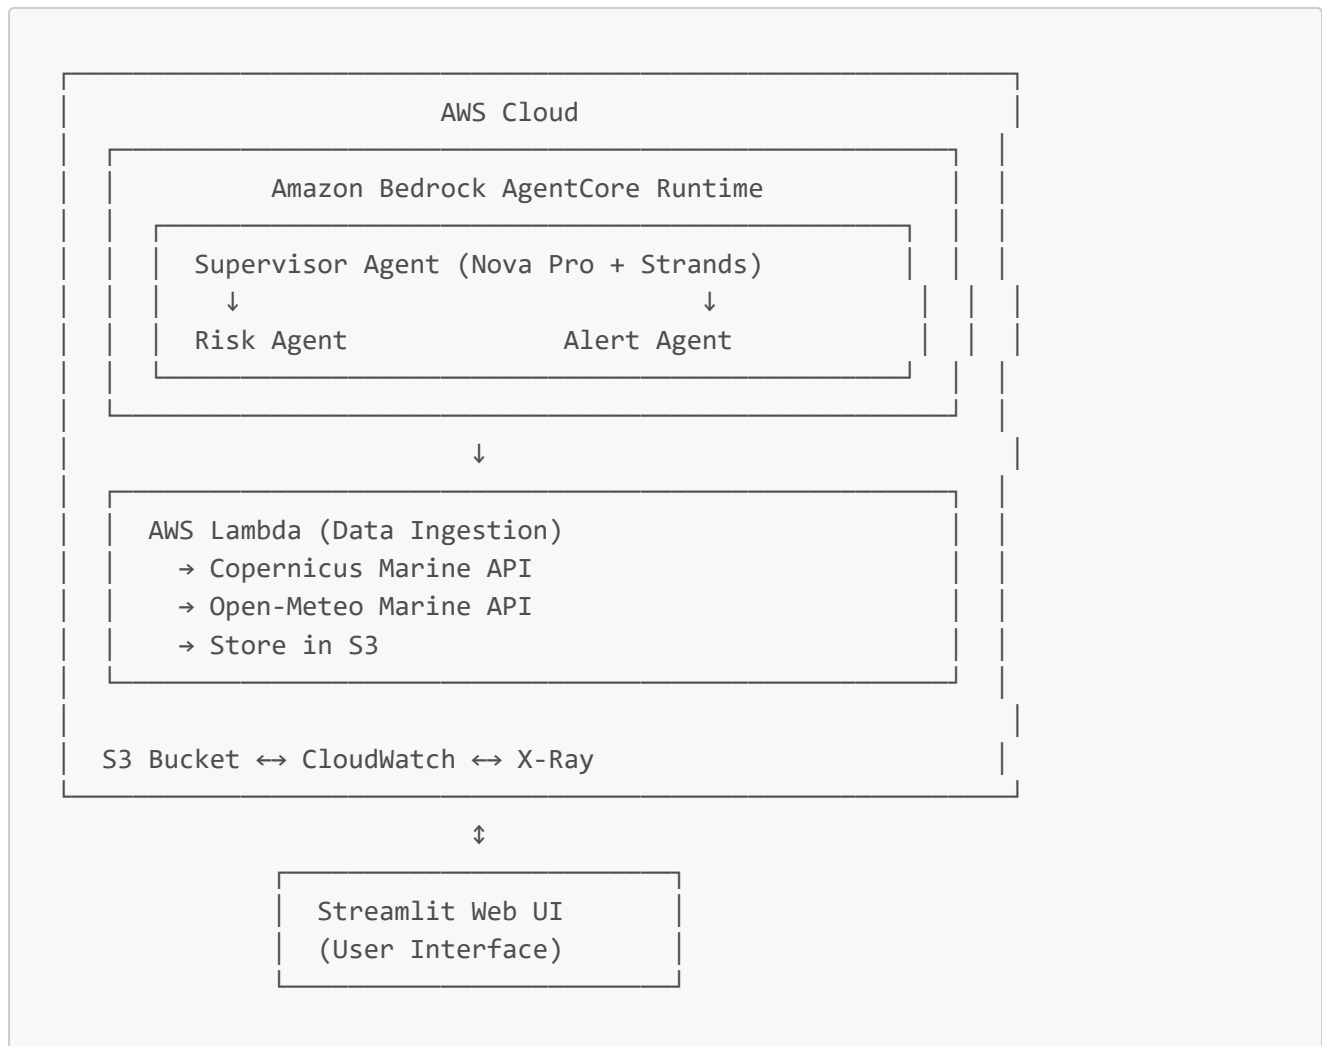 AWS Cloud
Amazon Bedrock AgentCore Runtime
Supervisor Agent (Nova Pro + Strands)
↓ ↓
Risk Agent Alert Agent
↓
AWS Lambda (Data Ingestion)
→ Copernicus Marine API
→ Open-Meteo Marine API
→ Store in S3
S3 Bucket ↔ CloudWatch ↔ X-Ray
↕
Streamlit Web UI
(User Interface)